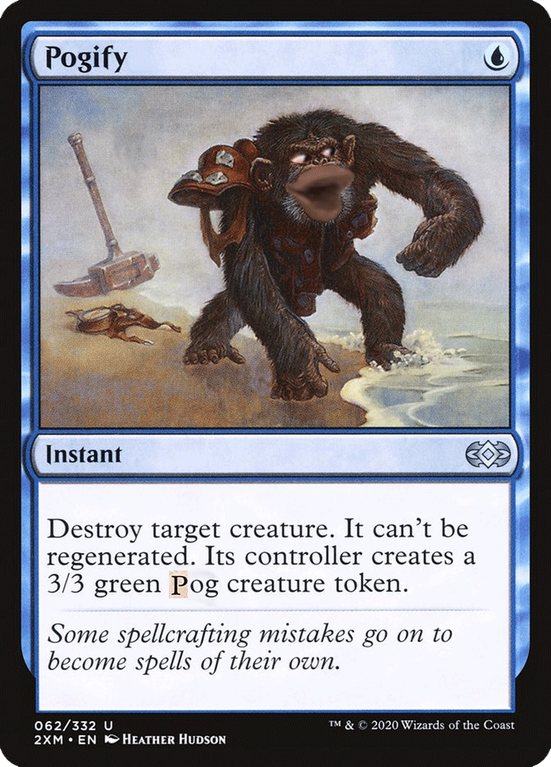 Pogify
Instant
Destroy target creature. It can't be
regenerated. Its controller creates a
3/3 green Pog creature token.
Some spellcrafting mistakes go on to
become spells of their own.
062/332 U
2XM • EN Heather Hudson
™ & © 2020 Wizards of the Coast